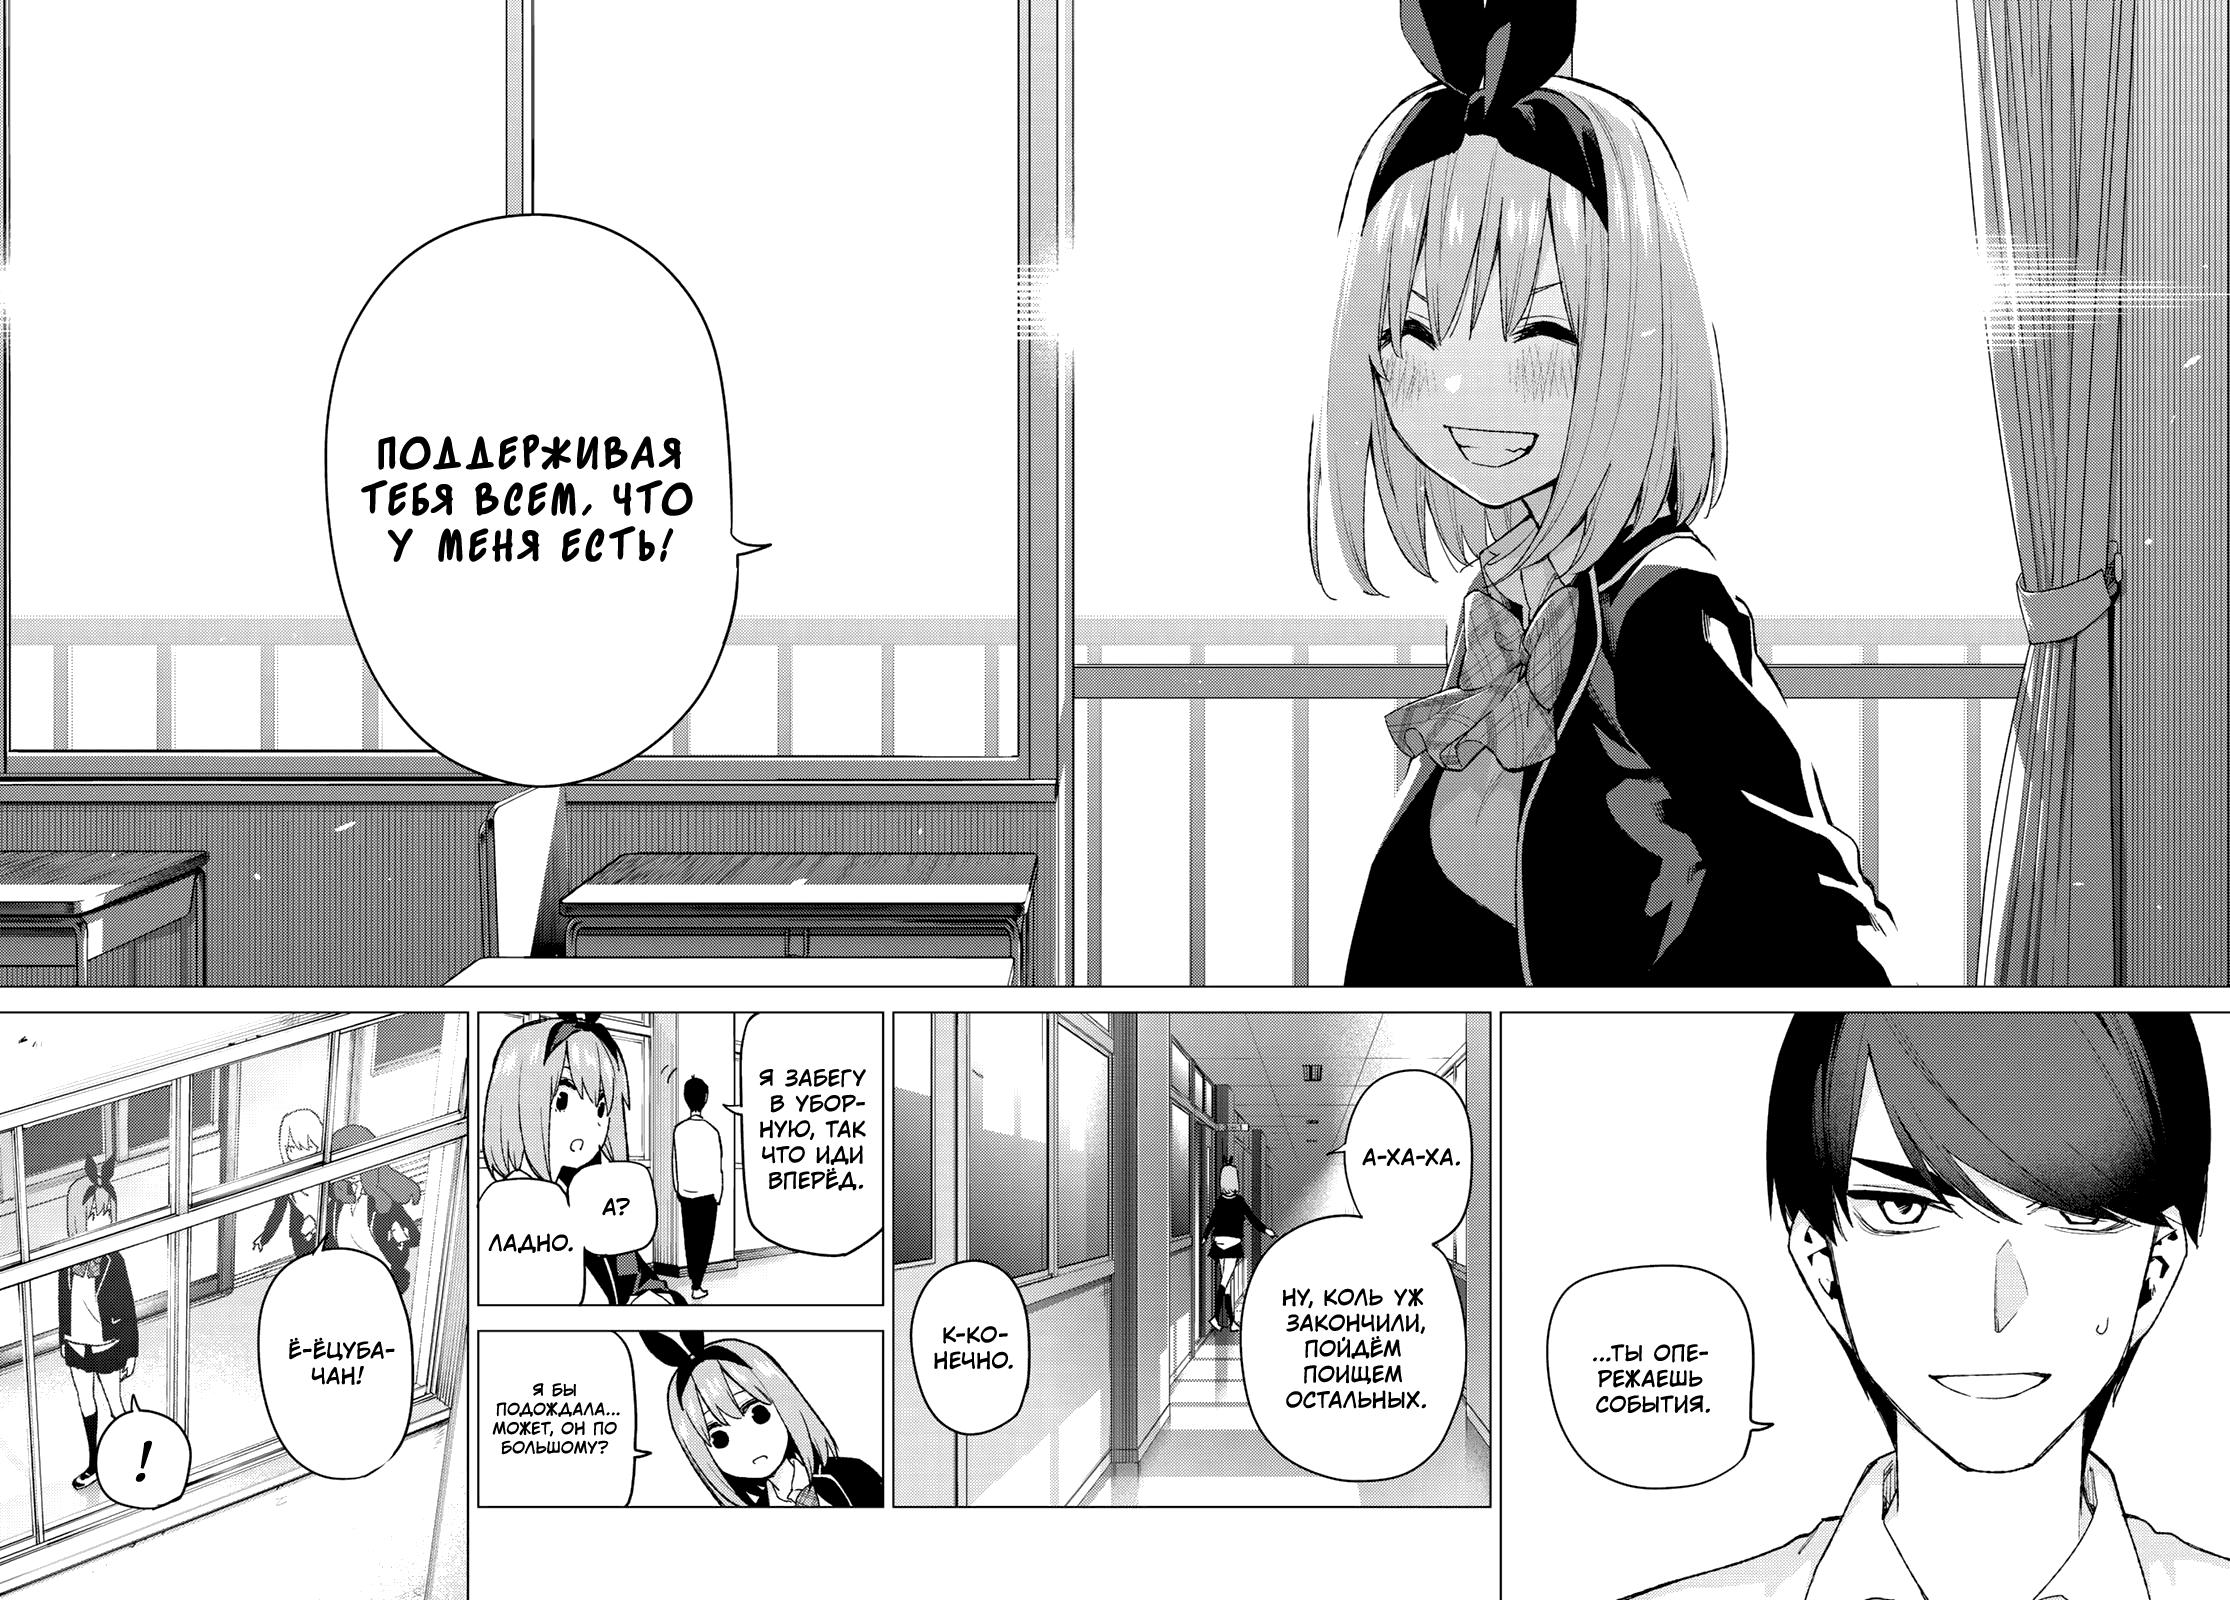 ПОДДЕРЖИВАЯ
ТЕБЯ ВСЕМ, ЧТО
У МЕНЯ ЕСТЬ!
...ТЫ ОПЕ-
РЕЖАЕШЬ
СОБЫТИЯ.
А-ХА-ХА.
НУ, КОЛЬ УЖ
ЗАКОНЧИЛИ,
ПОЙДЁМ
ПОИЩЕМ
ОСТАЛЬНЫХ.
К-КО-
НЕЧНО.
Я ЗАБЕГУ
В УБОР-
НУЮ, ТАК
ЧТО ИДИ
ВПЕРЁД.
А?
ЛАДНО.
Я БЫ
ПОДОЖДАЛА...
МОЖЕТ, ОН ПО
БОЛЬШОМУ?
Ё-ЁЦУБА-
ЧАН!
!